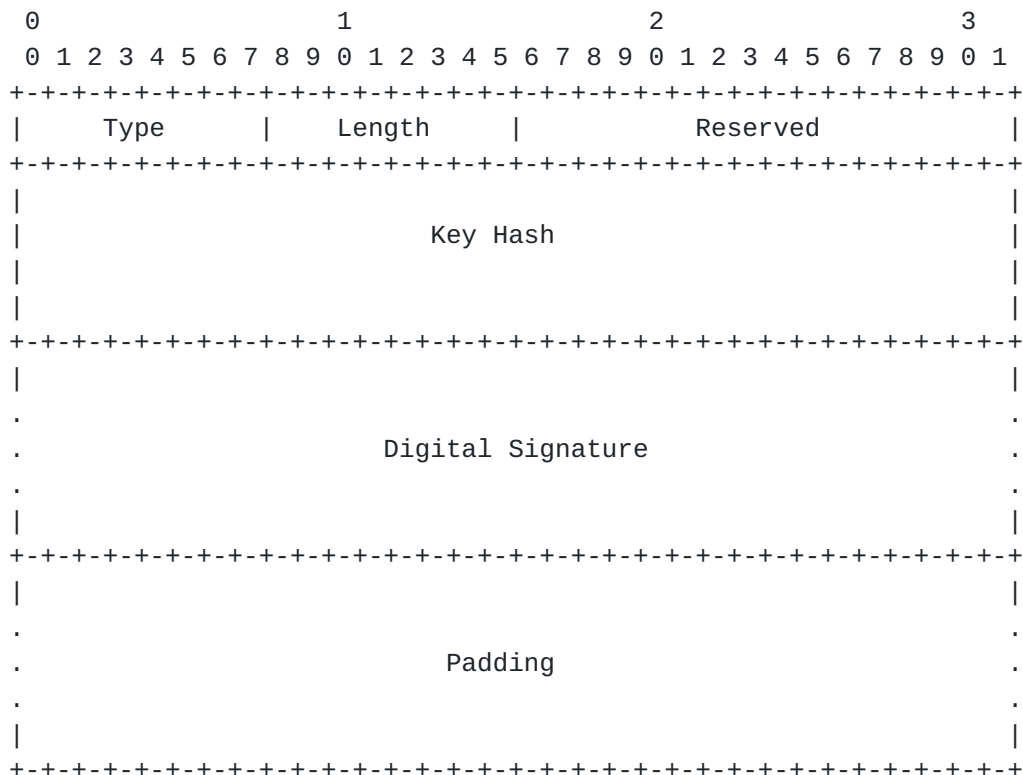 0                   1                   2                   3
 0 1 2 3 4 5 6 7 8 9 0 1 2 3 4 5 6 7 8 9 0 1 2 3 4 5 6 7 8 9 0 1
+-+-+-+-+-+-+-+-+-+-+-+-+-+-+-+-+-+-+-+-+-+-+-+-+-+-+-+-+-+-+-+-+
|     Type      |    Length     |           Reserved            |
+-+-+-+-+-+-+-+-+-+-+-+-+-+-+-+-+-+-+-+-+-+-+-+-+-+-+-+-+-+-+-+-+
|                                                               |
|                          Key Hash                             |
|                                                               |
|                                                               |
+-+-+-+-+-+-+-+-+-+-+-+-+-+-+-+-+-+-+-+-+-+-+-+-+-+-+-+-+-+-+-+-+
|                                                               |
.                                                               .
.                       Digital Signature                       .
.                                                               .
|                                                               |
+-+-+-+-+-+-+-+-+-+-+-+-+-+-+-+-+-+-+-+-+-+-+-+-+-+-+-+-+-+-+-+-+
|                                                               |
.                                                               .
.                           Padding                             .
.                                                               .
|                                                               |
+-+-+-+-+-+-+-+-+-+-+-+-+-+-+-+-+-+-+-+-+-+-+-+-+-+-+-+-+-+-+-+-+